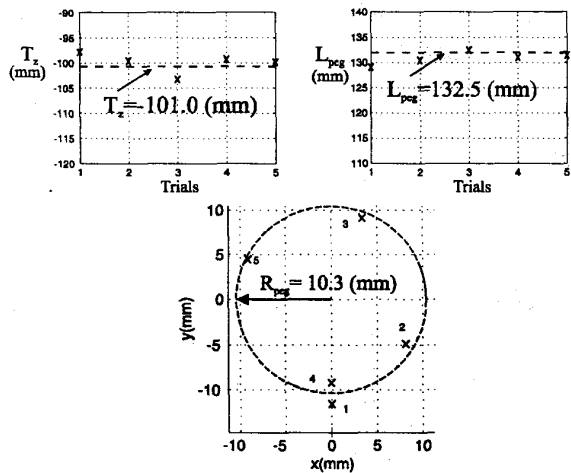 -90
-95
-100
-105
-110
-115
-120
T_z
(mm)
T_z=-101.0 (mm)
1 2 3 4 5
Trials
140
135
130
125
120
115
110
L_peg
(mm)
L_peg=132.5 (mm)
1 2 3 4 5
Trials
10
5
0
-5
-10
y(mm)
3
5
R_peg= 10.3 (mm)
2
4
1
-10 -5 0 5 10
x(mm)